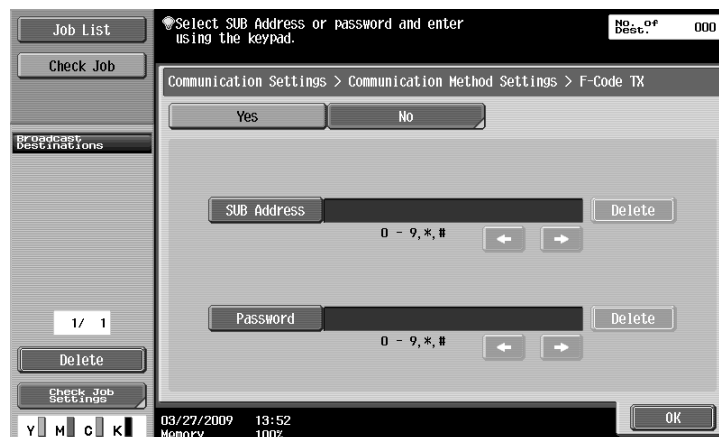 Job List
Check Job
Select SUB Address or password and enter
using the keypad.
No. of
Dest.
000
Communication Settings > Communication Method Settings > F-Code TX
Yes
No
Broadcast
Destinations
SUB Address
Delete
0 - 9,*,#
1/ 1
Password
Delete
0 - 9,*,#
Delete
Check Job
Settings
Y M C K
03/27/2009 13:52
Memory 100%
OK